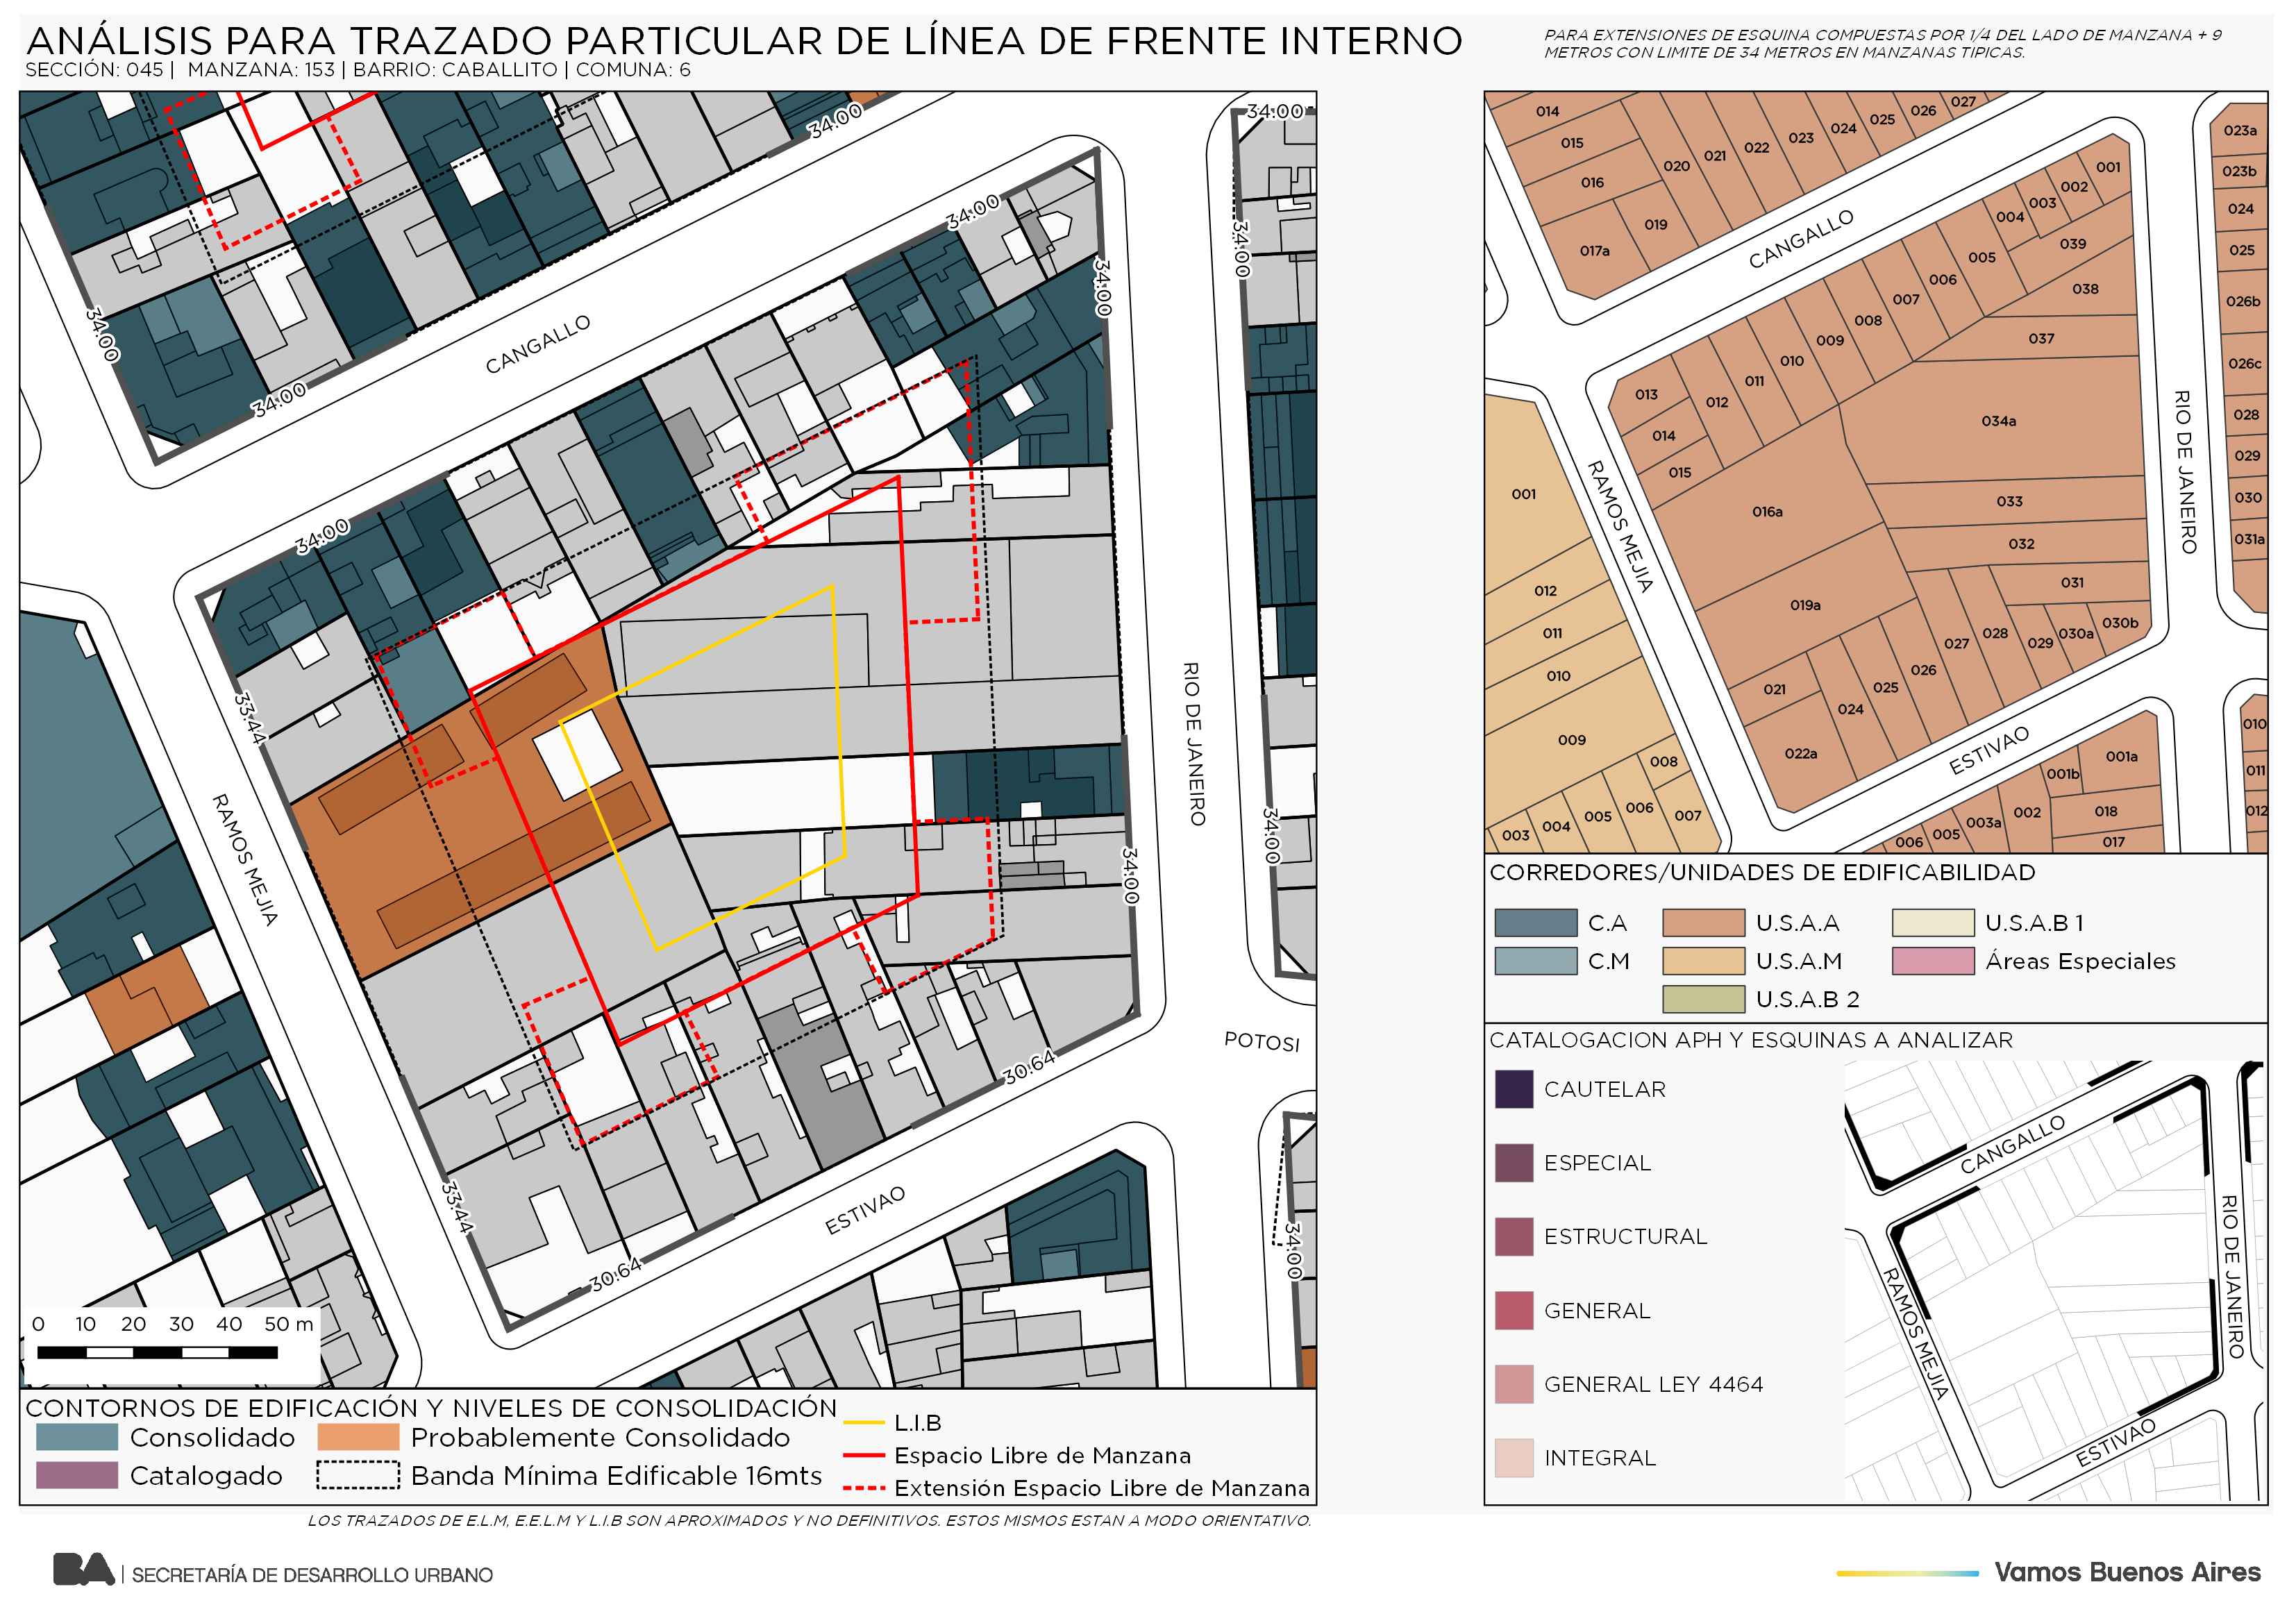 ANÁLISIS PARA TRAZADO PARTICULAR DE LÍNEA DE FRENTE INTERNO
SECCIÓN: 045 | MANZANA: 153 | BARRIO: CABALLITO | COMUNA: 6
PARA EXTENSIONES DE ESQUINA COMPUESTAS POR 1/4 DEL LADO DE MANZANA + 9
METROS CON LIMITE DE 34 METROS EN MANZANAS TIPICAS.
34.00
34.00
34.00
34.00
34.00
34.00
34.00
CANGALLO
34.00
33.44
RIO DE JANEIRO
RAMOS MEJIA
34.00
34.00
POTOSI
30.64
33.44
ESTIVAO
34.00
30.64
0 10 20 30 40 50 m
CONTORNOS DE EDIFICACIÓN Y NIVELES DE CONSOLIDACIÓN
Consolidado
Probablemente Consolidado
Catalogado
Banda Mínima Edificable 16mts
L.I.B
Espacio Libre de Manzana
Extensión Espacio Libre de Manzana
LOS TRAZADOS DE E.L.M, E.E.L.M Y L.I.B SON APROXIMADOS Y NO DEFINITIVOS. ESTOS MISMOS ESTAN A MODO ORIENTATIVO.
014
015
016
017a
019
020
021
022
023
024
025
026
027
023a
023b
024
025
026b
026c
028
029
030
031a
CANGALLO
001
002
003
004
005
006
007
008
009
010
011
012
013
014
015
016a
019a
021
022a
024
025
026
027
028
029
030a
030b
031
032
033
034a
037
038
039
RAMOS MEJIA
RIO DE JANEIRO
ESTIVAO
001
012
011
010
009
008
007
006
005
004
003
001a
001b
002
003a
005
006
018
017
010
011
012
CORREDORES/UNIDADES DE EDIFICABILIDAD
C.A
U.S.A.A
U.S.A.B 1
C.M
U.S.A.M
Áreas Especiales
U.S.A.B 2
CATALOGACION APH Y ESQUINAS A ANALIZAR
CAUTELAR
ESPECIAL
ESTRUCTURAL
GENERAL
GENERAL LEY 4464
INTEGRAL
CANGALLO
RIO DE JANEIRO
RAMOS MEJIA
ESTIVAO
BA | SECRETARÍA DE DESARROLLO URBANO
Vamos Buenos Aires